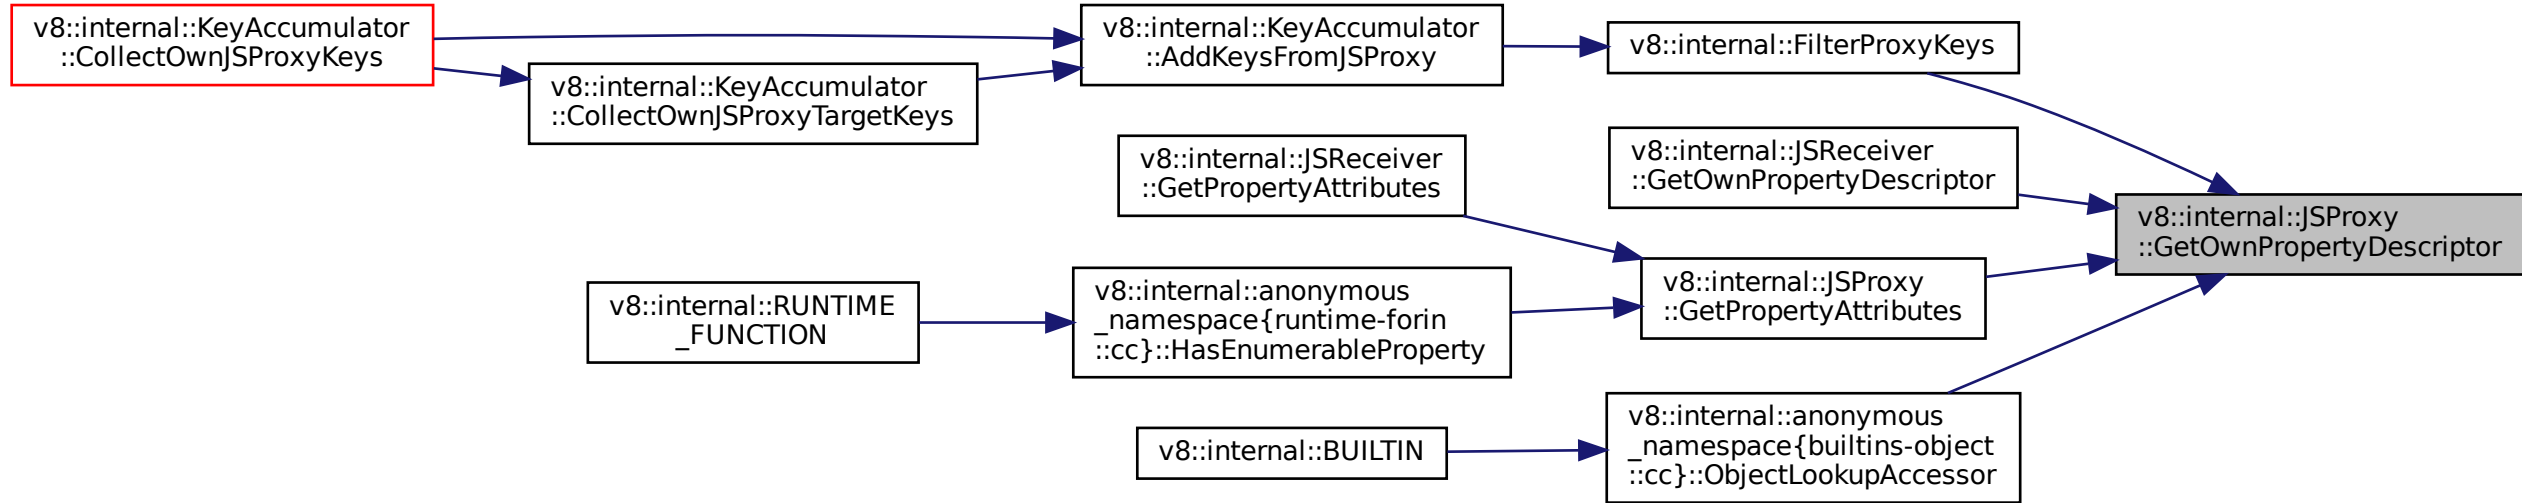 v8::internal::KeyAccumulator
::CollectOwnJSProxyKeys
v8::internal::KeyAccumulator
::CollectOwnJSProxyTargetKeys
v8::internal::KeyAccumulator
::AddKeysFromJSProxy
v8::internal::FilterProxyKeys
v8::internal::JSReceiver
::GetPropertyAttributes
v8::internal::JSReceiver
::GetOwnPropertyDescriptor
v8::internal::JSProxy
::GetOwnPropertyDescriptor
v8::internal::RUNTIME
_FUNCTION
v8::internal::anonymous
_namespace{runtime-forin
::cc}::HasEnumerableProperty
v8::internal::JSProxy
::GetPropertyAttributes
v8::internal::BUILTIN
v8::internal::anonymous
_namespace{builtins-object
::cc}::ObjectLookupAccessor